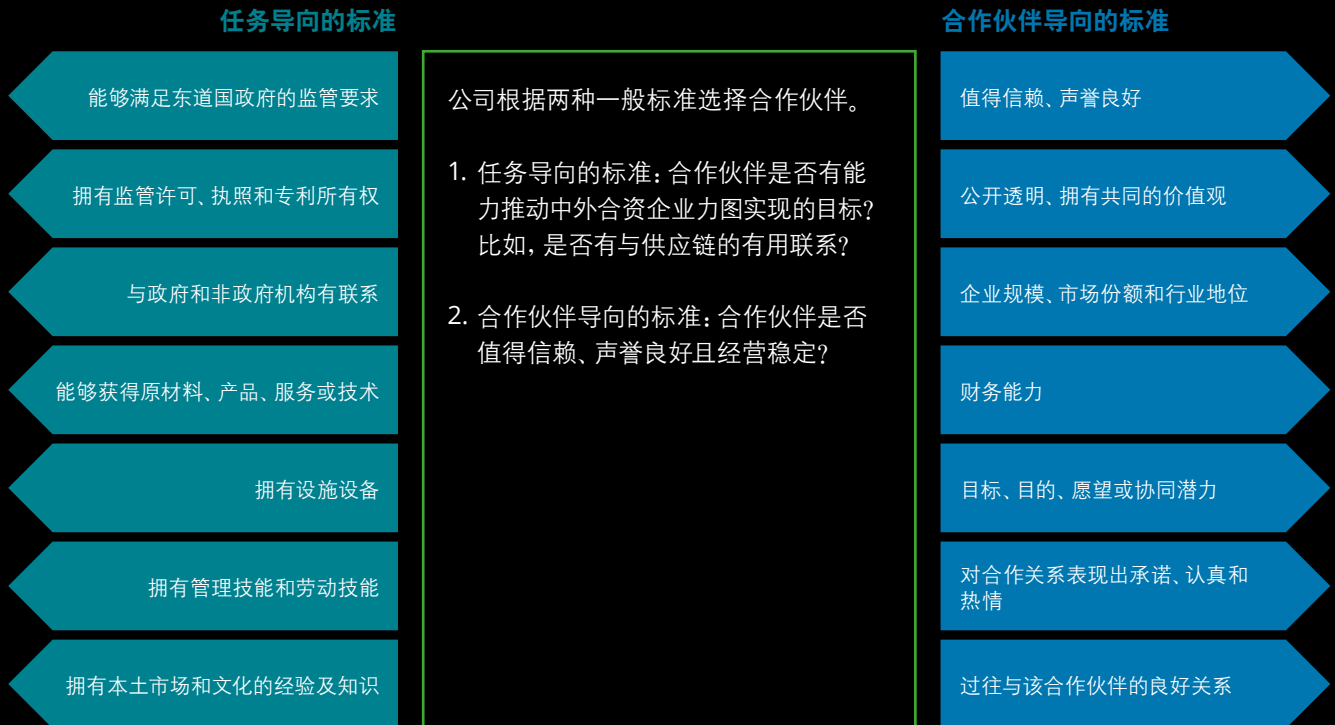 任务导向的标准
能够满足东道国政府的监管要求
拥有监管许可、执照和专利所有权
与政府和非政府机构有联系
能够获得原材料、产品、服务或技术
拥有设施设备
拥有管理技能和劳动技能
拥有本土市场和文化的经验及知识
公司根据两种一般标准选择合作伙伴。
1. 任务导向的标准：合作伙伴是否有能
力推动中外合资企业力图实现的目标？
比如，是否有与供应链的有用联系？
2. 合作伙伴导向的标准：合作伙伴是否
值得信赖、声誉良好且经营稳定？
合作伙伴导向的标准
值得信赖、声誉良好
公开透明、拥有共同的价值观
企业规模、市场份额和行业地位
财务能力
目标、目的、愿望或协同潜力
对合作关系表现出承诺、认真和
热情
过往与该合作伙伴的良好关系